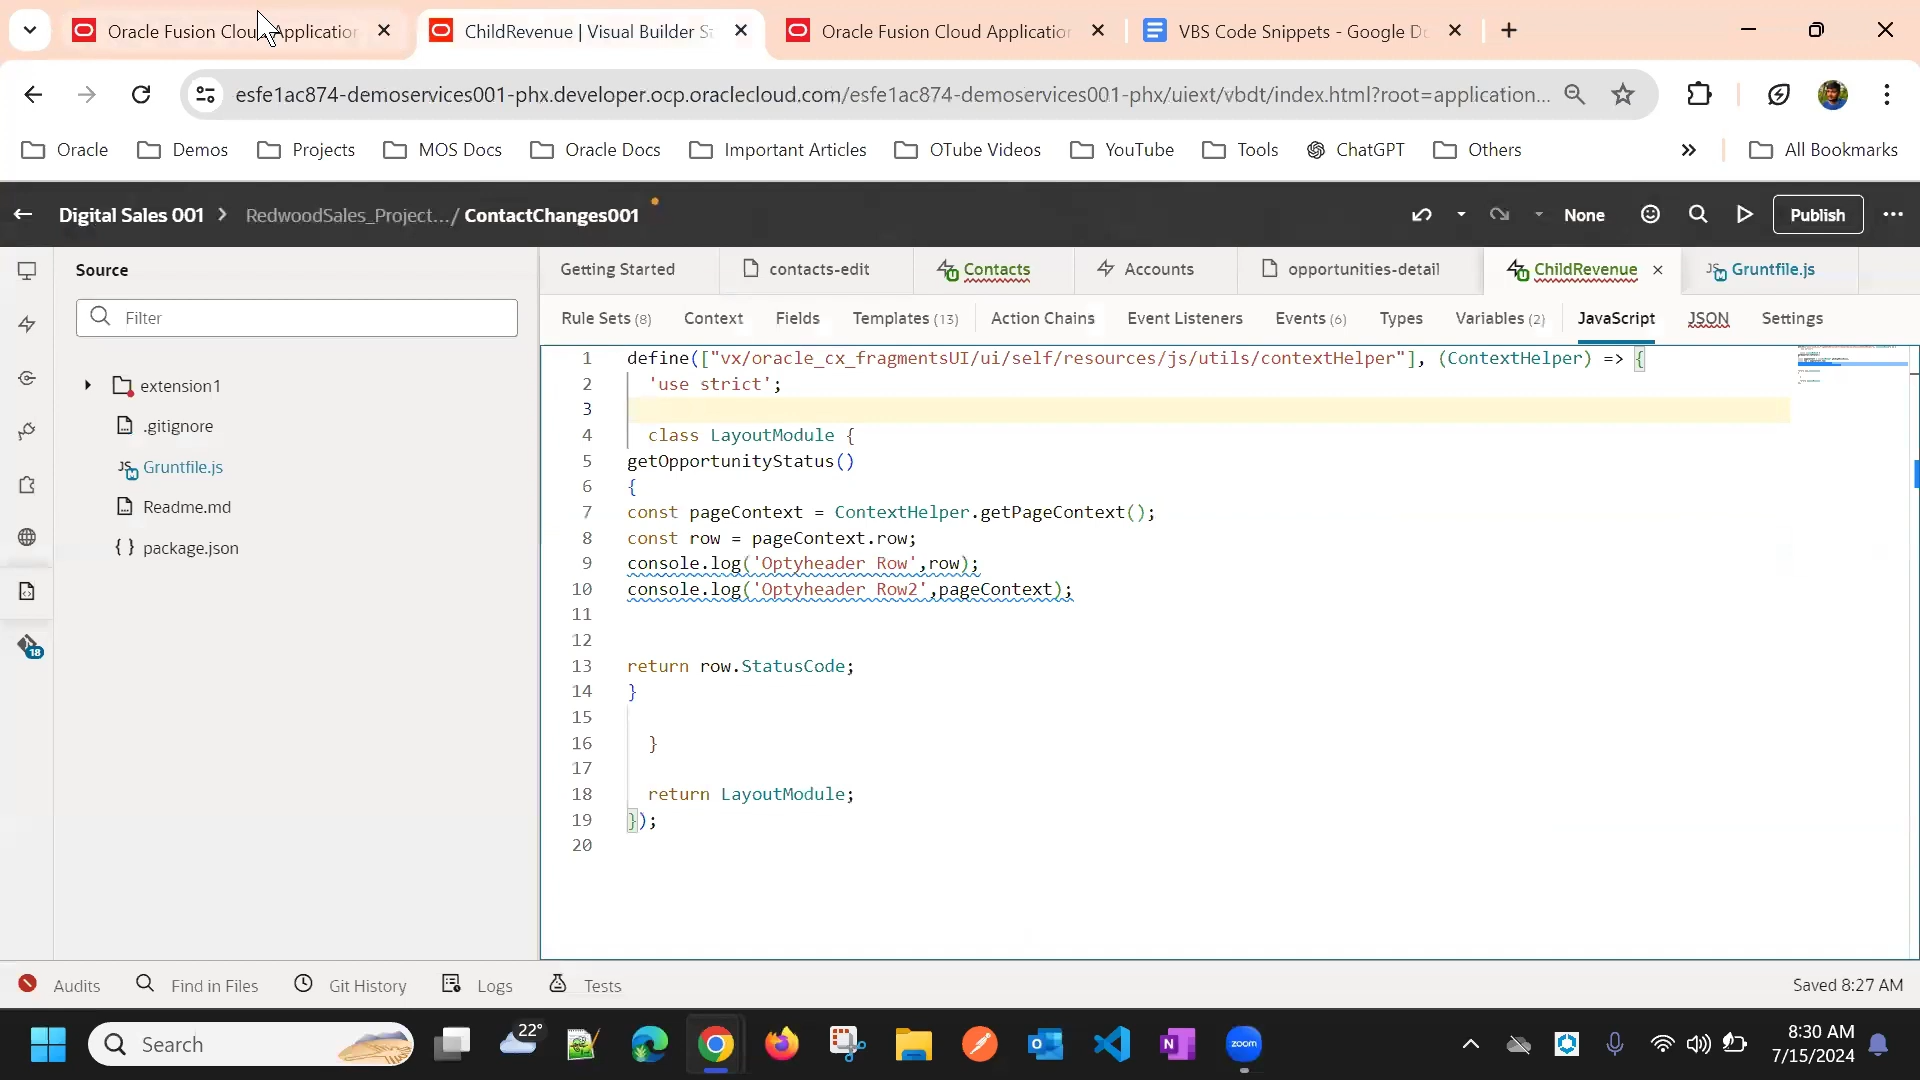 Oracle Fusion Cloud Application
ChildRevenue | Visual Builder St
Oracle Fusion Cloud Application
VBS Code Snippets - Google Do
esfe1ac874-demoservices001-phx.developer.ocp.oraclecloud.com/esfe1ac874-demoservices001-phx/uiext/vbdt/index.html?root=application...
Oracle
Demos
Projects
MOS Docs
Oracle Docs
Important Articles
OTube Videos
YouTube
Tools
ChatGPT
Others
All Bookmarks
Digital Sales 001
RedwoodSales_Project.../ ContactChanges001
None
Publish
Source
Getting Started
contacts-edit
Contacts
Accounts
opportunities-detail
ChildRevenue
JS Gruntfile.js
Filter
Rule Sets (8)
Context
Fields
Templates (13)
Action Chains
Event Listeners
Events (6)
Types
Variables (2)
JavaScript
JSON
Settings
extension1
.gitignore
JS Gruntfile.js
Readme.md
{ } package.json
18
1 define(["vx/oracle_cx_fragmentsUI/ui/self/resources/js/utils/contextHelper"], (ContextHelper) => {
2 'use strict';
3
4 class LayoutModule {
5 getOpportunityStatus()
6 {
7 const pageContext = ContextHelper.getPageContext();
8 const row = pageContext.row;
9 console.log('Optyheader Row',row);
10 console.log('Optyheader Row2',pageContext);
11
12
13 return row.StatusCode;
14 }
15
16 }
17
18 return LayoutModule;
19 });
20
Audits
Find in Files
Git History
Logs
Tests
Saved 8:27 AM
Search
22°
zoom
8:30 AM
7/15/2024